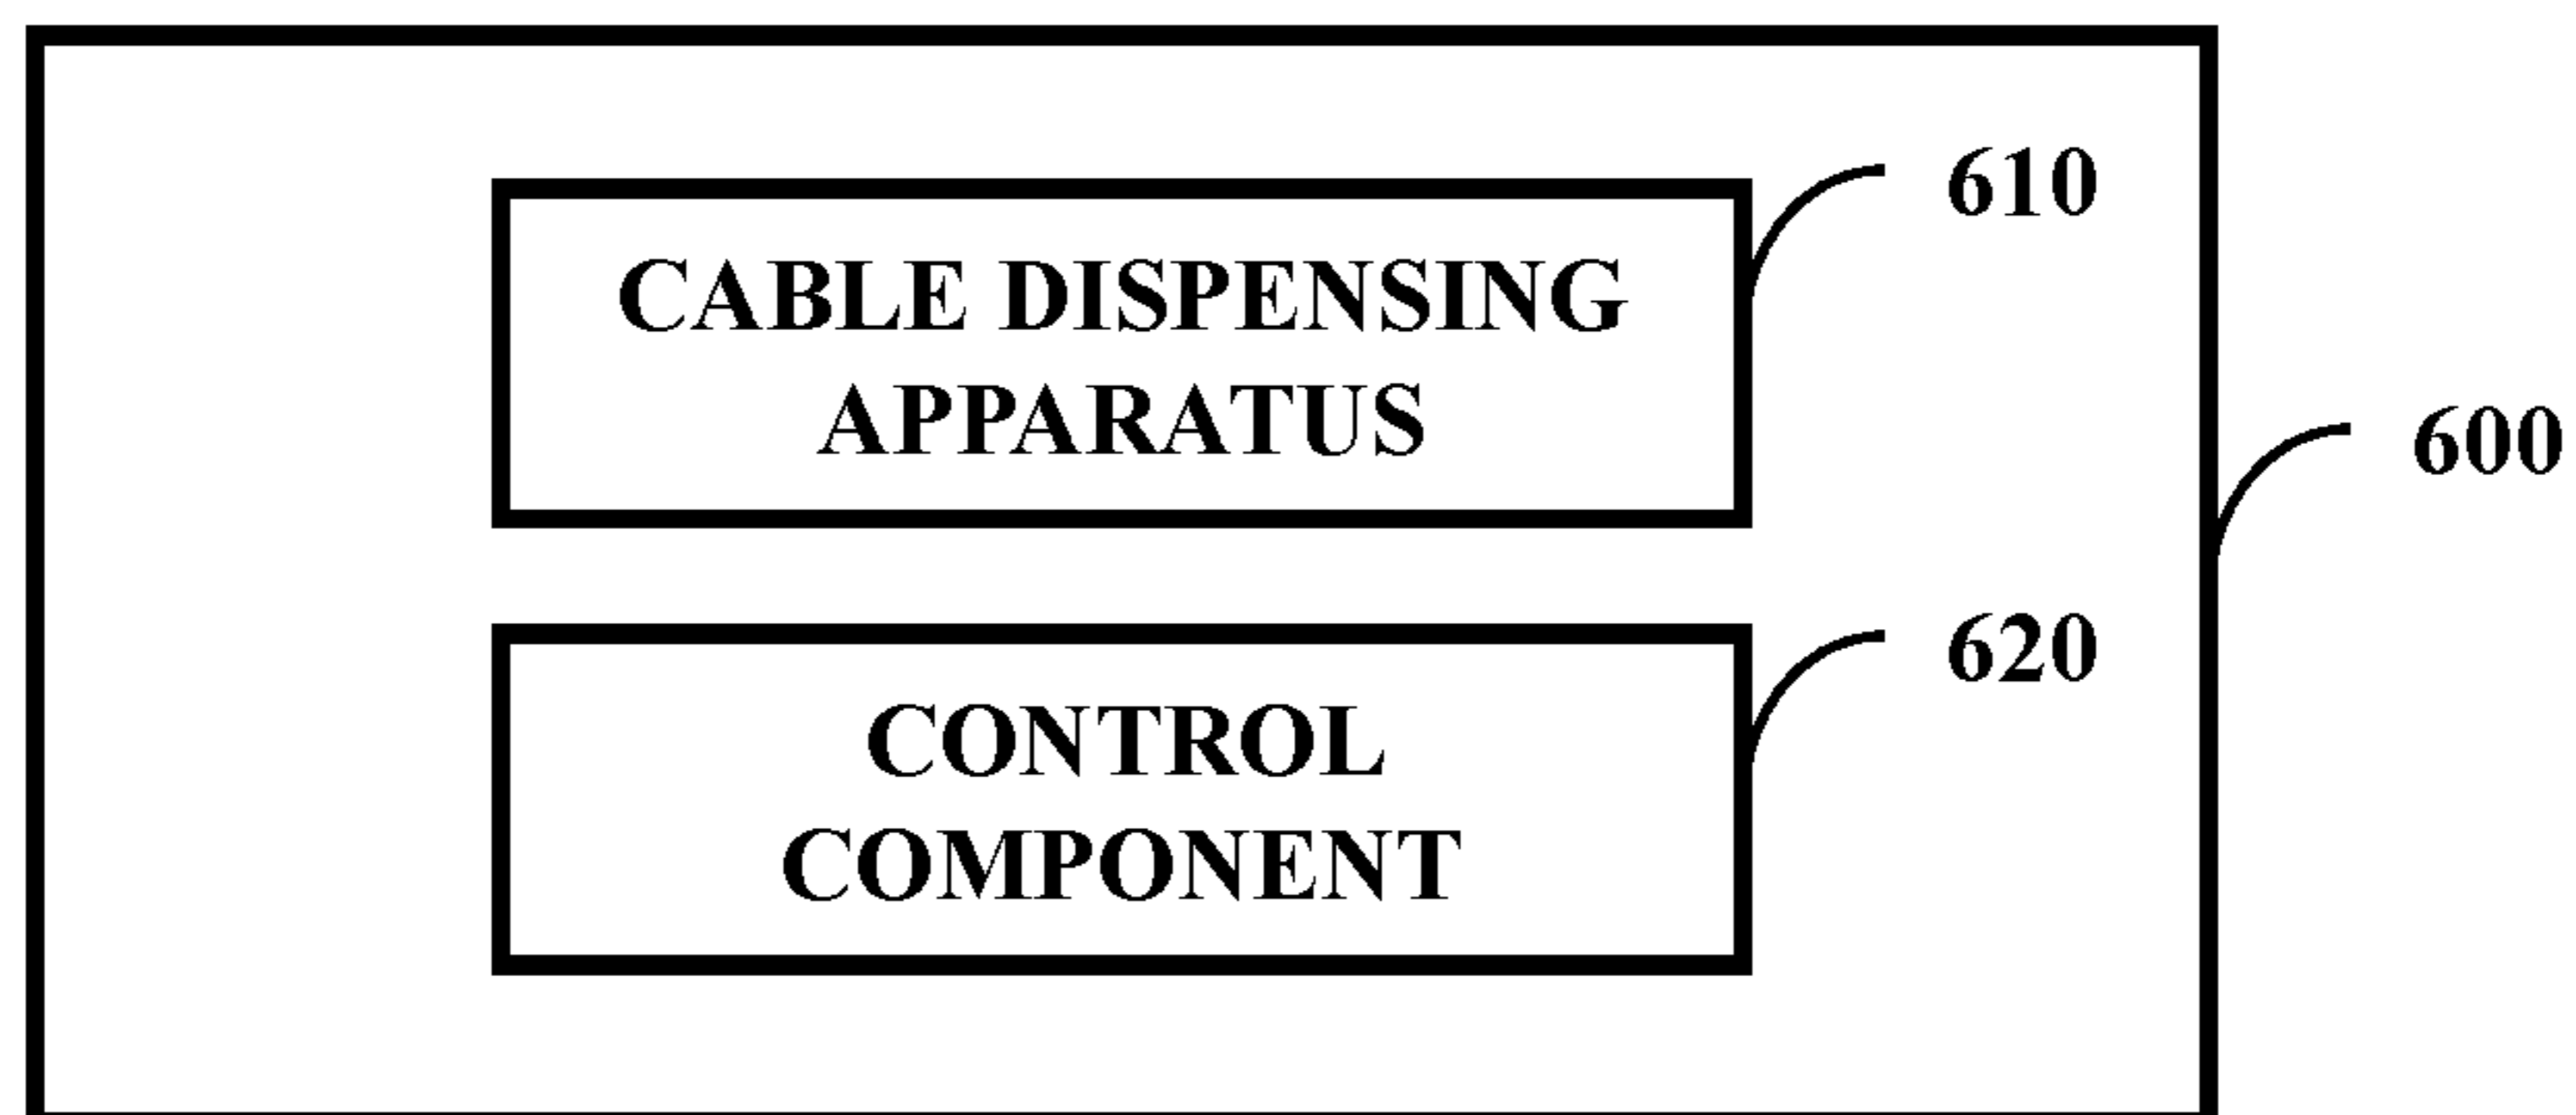 610
CABLE DISPENSING
APPARATUS
600
620
CONTROL
COMPONENT